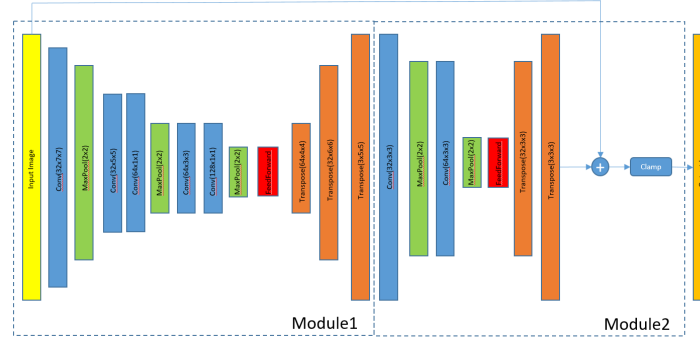 Input Image
Conv(32x7x7)
MaxPool(2x2)
Conv(32x5x5)
Conv(64x1x1)
MaxPool(2x2)
Conv(64x3x3)
Conv(128x1x1)
MaxPool(2x2)
FeedForward
Transpose(64x4x4)
Transpose(32x6x6)
Transpose(3x5x5)
Conv(32x3x3)
MaxPool(2x2)
Conv(64x3x3)
MaxPool(2x2)
FeedForward
Transpose(32x3x3)
Transpose(3x3x3)
+
Clamp
Module1
Module2